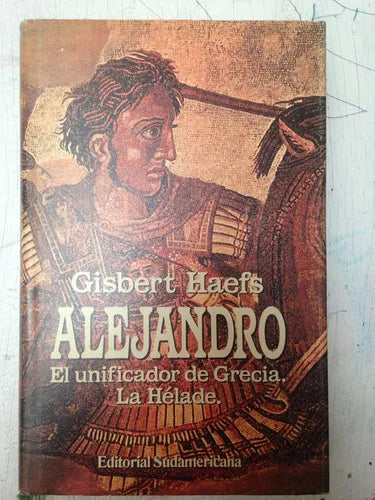 Gisbert Haefs
ALEJANDRO
El unificador de Grecia.
La Hélade.
Editorial Sudamericana